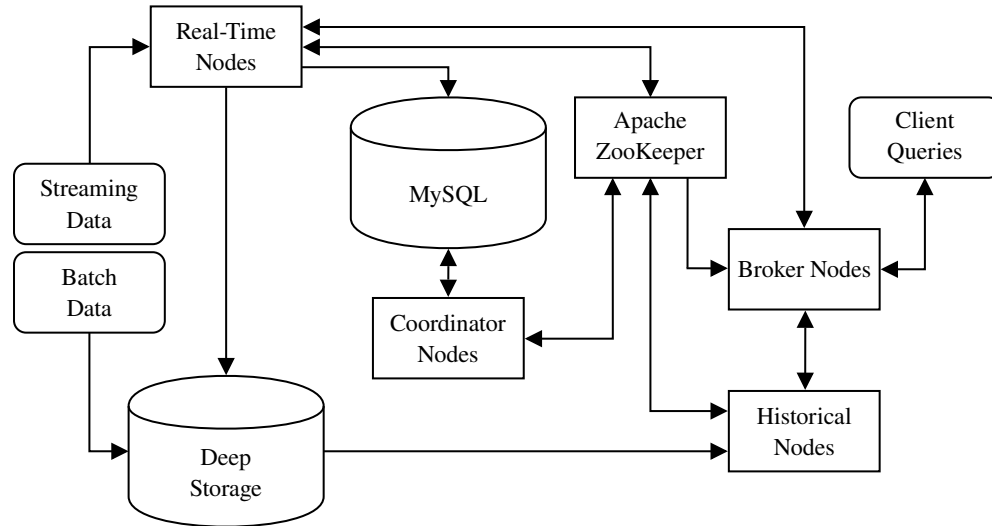 Real-Time
Nodes
Apache
ZooKeeper
Client
Queries
Streaming
Data
MySQL
Batch
Data
Broker Nodes
Coordinator
Nodes
Historical
Nodes
Deep
Storage